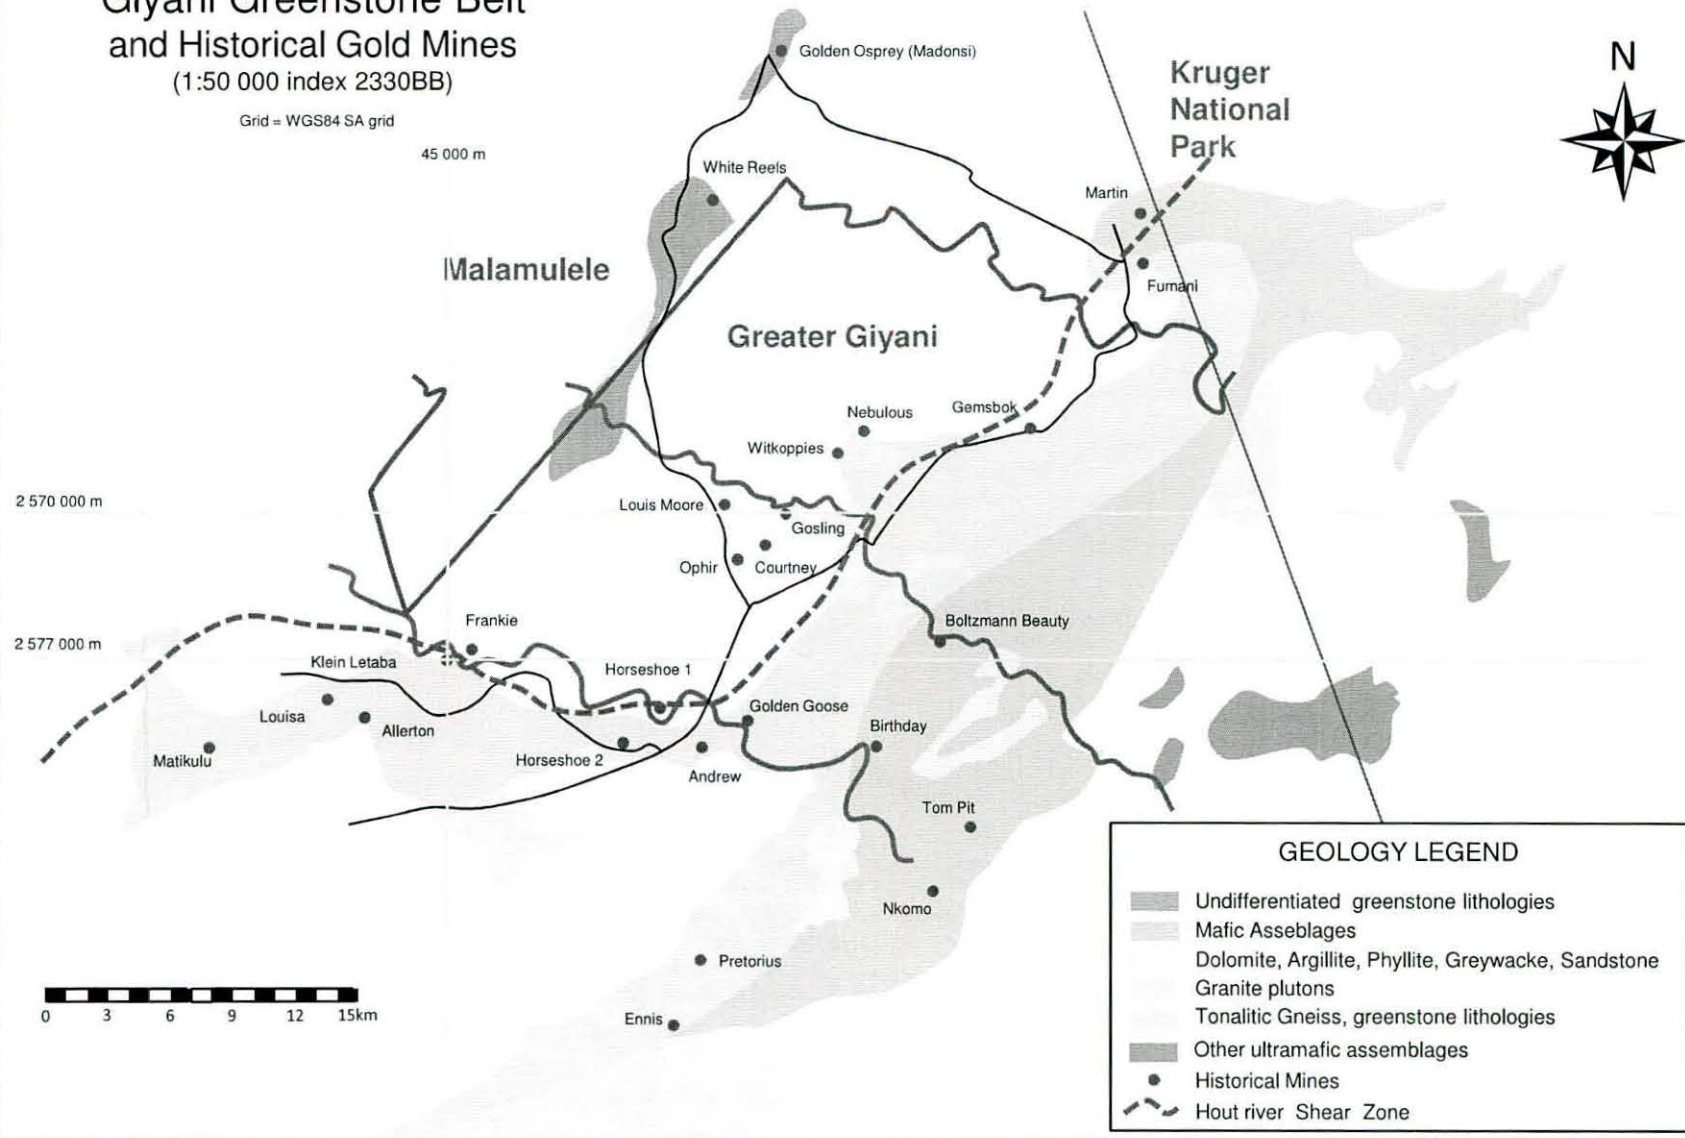 Giyani Greenstone Belt
and Historical Gold Mines
(1:50 000 index 2330BB)
Grid = WGS84 SA grid
45 000 m
Golden Osprey (Madonsi)
Kruger
National
Park
N
White Reels
Martin
Malamulele
Fumani
Greater Giyani
Nebulous
Gemsbok
Witkoppies
2 570 000 m
Louis Moore
Gosling
Ophir
Courtney
Frankie
Boltzmann Beauty
2 577 000 m
Klein Letaba
Horseshoe 1
Louisa
Golden Goose
Allerton
Birthday
Matikulu
Horseshoe 2
Andrew
Tom Pit
Nkomo
Pretorius
Ennis
0 3 6 9 12 15km
GEOLOGY LEGEND
Undifferentiated greenstone lithologies
Mafic Asseblages
Dolomite, Argillite, Phyllite, Greywacke, Sandstone
Granite plutons
Tonalitic Gneiss, greenstone lithologies
Other ultramafic assemblages
Historical Mines
Hout river Shear Zone